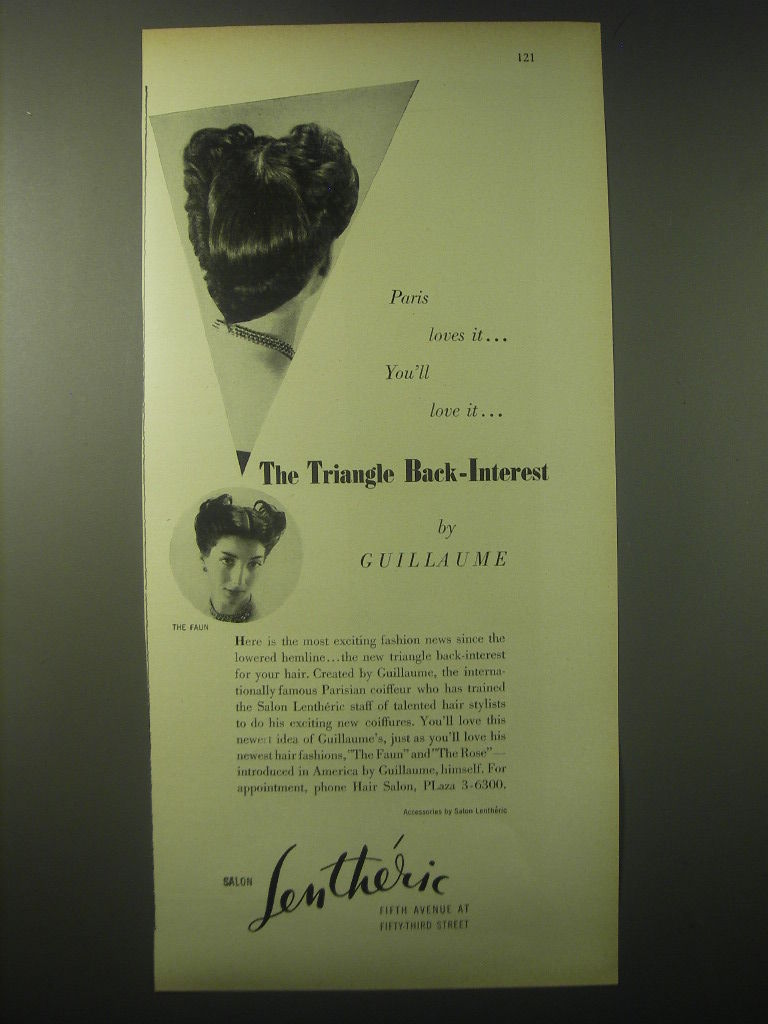 121
Paris
loves it...
You'll
love it...
The Triangle Back-Interest
by
GUILLAUME
THE FAUN
Here is the most exciting fashion news since the
lowered hemline...the new triangle back-interest
for your hair. Created by Guillaume, the interna-
tionally famous Parisian coiffeur who has trained
the Salon Lenthéric staff of talented hair stylists
to do his exciting new coiffures. You'll love this
newest idea of Guillaume's, just as you'll love his
newest hair fashions, "The Faun" and "The Rose"—
introduced in America by Guillaume, himself. For
appointment, phone Hair Salon, PLaza 3-6300.
Accessories by Salon Lenthéric
SALON Lenthéric
FIFTH AVENUE AT
FIFTY-THIRD STREET